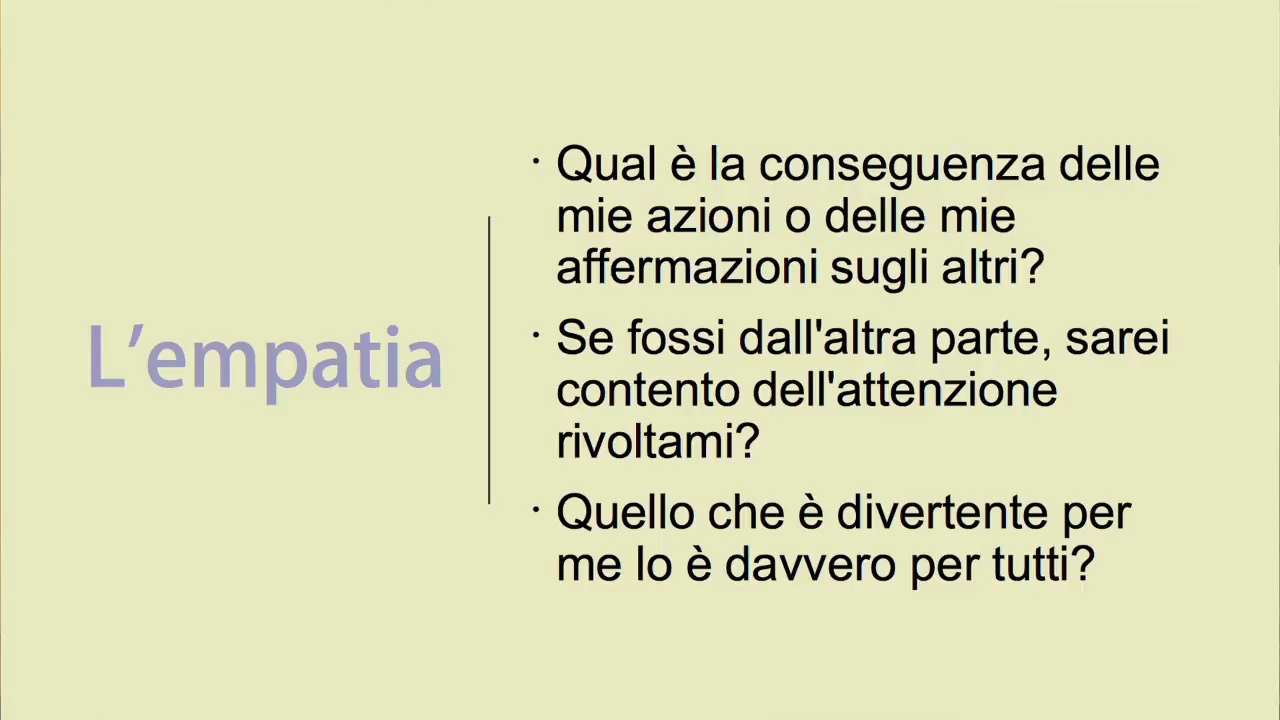 L’empatia
· Qual è la conseguenza delle
mie azioni o delle mie
affermazioni sugli altri?
· Se fossi dall'altra parte, sarei
contento dell'attenzione
rivoltami?
· Quello che è divertente per
me lo è davvero per tutti?